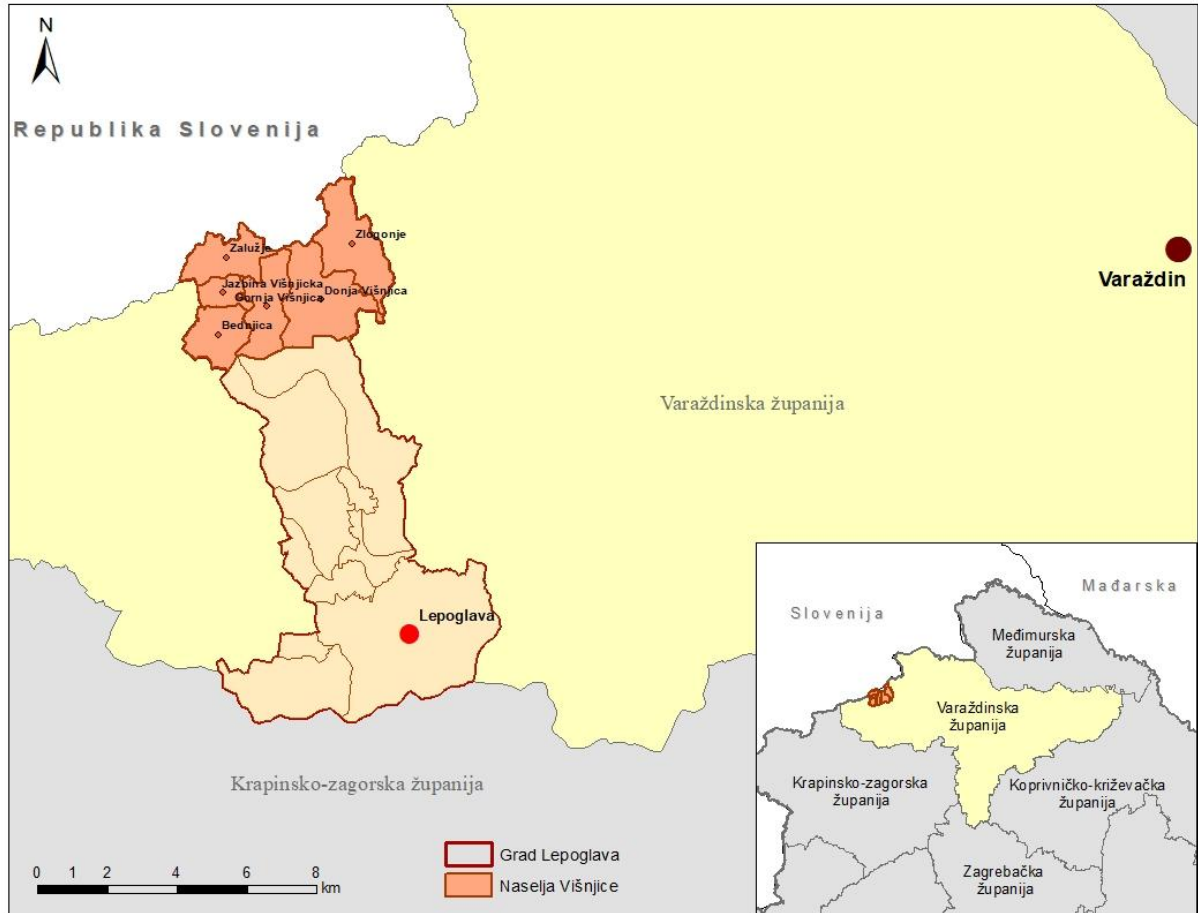 N
Republika Slovenija
Zlogonje
Zalužje
Jazbina Višnjička
Gornja Višnjica
Donja Višnjica
Bednjica
Varaždin
Varaždinska županija
Lepoglava
Krapinsko-zagorska županija
0 1 2 4 6 8
km
Grad Lepoglava
Naselja Višnjice
Mađarska
Slovenija
Međimurska
županija
Varaždinska
županija
Krapinsko-zagorska
županija
Koprivničko-križevačka
županija
Zagrebačka
županija